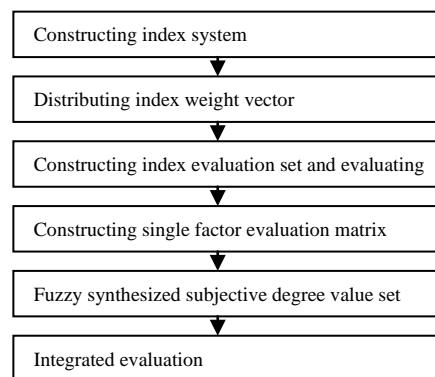 Constructing index system
Distributing index weight vector
Constructing index evaluation set and evaluating
Constructing single factor evaluation matrix
Fuzzy synthesized subjective degree value set
Integrated evaluation